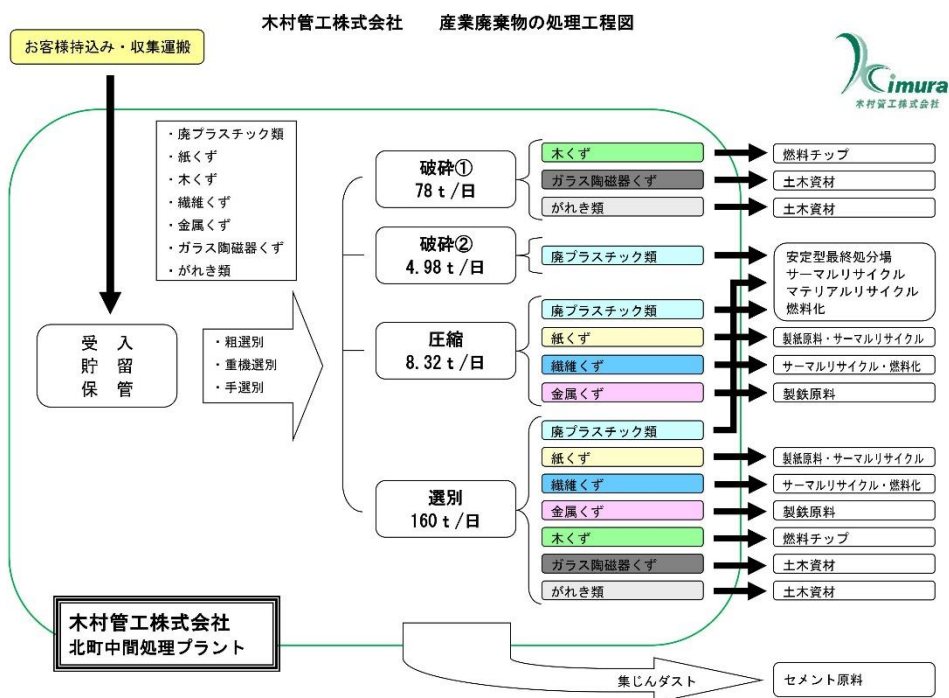 木村管工株式会社　　産業廃棄物の処理工程図
お客様持込み・収集運搬
Kimura
木村管工株式会社
・廃プラスチック類
・紙くず
・木くず
・繊維くず
・金属くず
・ガラス陶磁器くず
・がれき類
受　入
貯　留
保　管
・粗選別
・重機選別
・手選別
破砕①
78ｔ/日
木くず
燃料チップ
ガラス陶磁器くず
土木資材
がれき類
土木資材
破砕②
4.98ｔ/日
廃プラスチック類
安定型最終処分場
サーマルリサイクル
マテリアルリサイクル
燃料化
圧縮
8.32ｔ/日
廃プラスチック類
紙くず
製紙原料・サーマルリサイクル
繊維くず
サーマルリサイクル・燃料化
金属くず
製鉄原料
選別
160ｔ/日
廃プラスチック類
紙くず
製紙原料・サーマルリサイクル
繊維くず
サーマルリサイクル・燃料化
金属くず
製鉄原料
木くず
燃料チップ
ガラス陶磁器くず
土木資材
がれき類
土木資材
木村管工株式会社
北町中間処理プラント
集じんダスト
セメント原料